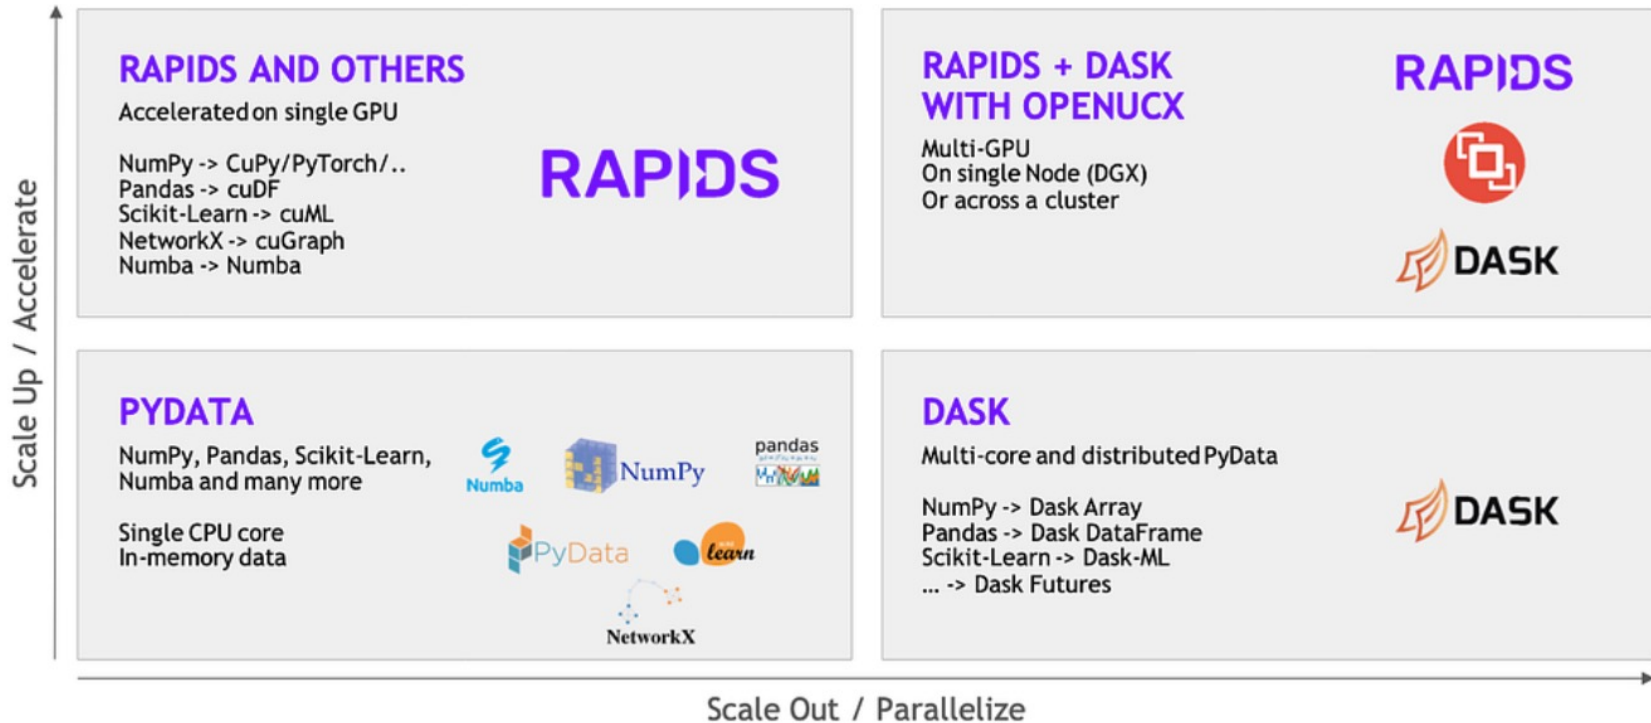 Scale Up / Accelerate
RAPIDS AND OTHERS
Accelerated on single GPU
NumPy -> CuPy/PyTorch/..
Pandas -> cuDF
Scikit-Learn -> cuML
NetworkX -> cuGraph
Numba -> Numba
RAPIDS
RAPIDS + DASK
WITH OPENUCX
Multi-GPU
On single Node (DGX)
Or across a cluster
RAPIDS
DASK
PYDATA
NumPy, Pandas, Scikit-Learn,
Numba and many more
Single CPU core
In-memory data
Numba
NumPy
pandas
PyData
learn
NetworkX
DASK
Multi-core and distributed PyData
NumPy -> Dask Array
Pandas -> Dask DataFrame
Scikit-Learn -> Dask-ML
... -> Dask Futures
DASK
Scale Out / Parallelize